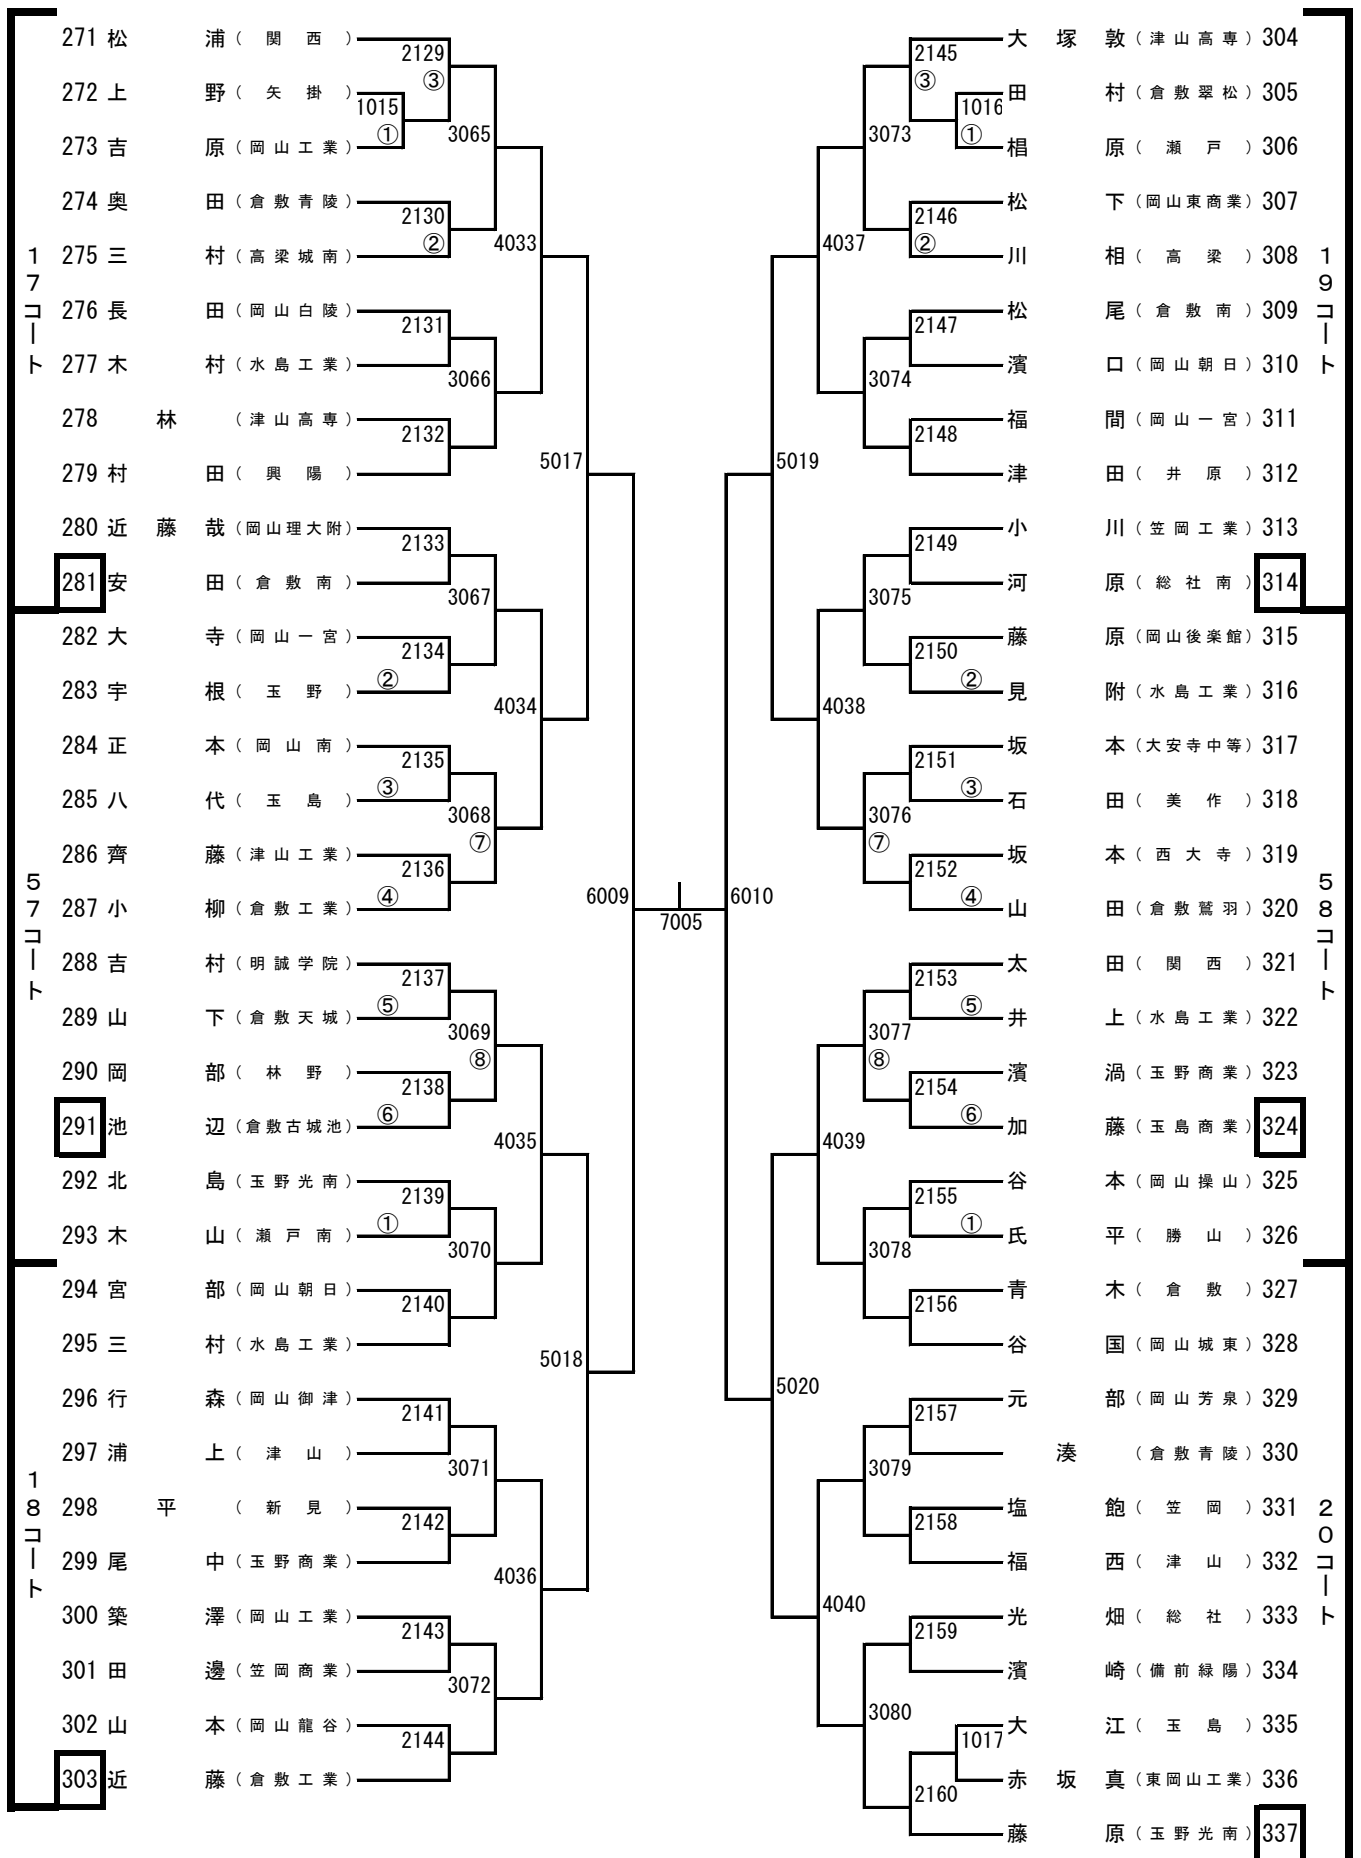 271 松浦 (関西)
2129
③
272 上野 (矢掛)
1015
①
3065
273 吉原 (岡山工業)
274 奥田 (倉敷青陵)
2130
②
4033
275 三村 (高梁城南)
17コート
276 長田 (岡山白陵)
2131
277 木村 (水島工業)
3066
278 林 (津山高専)
2132
5017
279 村田 (興陽)
280 近藤哉 (岡山理大附)
2133
281 安田 (倉敷南)
3067
282 大寺 (岡山一宮)
2134
②
283 宇根 (玉野)
4034
284 正本 (岡山南)
2135
③
285 八代 (玉島)
3068
⑦
286 齊藤 (津山工業)
2136
④
57コート
287 小柳 (倉敷工業)
6009
288 吉村 (明誠学院)
2137
⑤
289 山下 (倉敷天城)
3069
⑧
290 岡部 (林野)
2138
⑥
291 池辺 (倉敷古城池)
4035
292 北島 (玉野光南)
2139
①
293 木山 (瀬戸南)
3070
294 宮部 (岡山朝日)
2140
295 三村 (水島工業)
5018
296 行森 (岡山御津)
2141
297 浦上 (津山)
3071
18コート
298 平 (新見)
2142
299 尾中 (玉野商業)
4036
300 築澤 (岡山工業)
2143
301 田邊 (笠岡商業)
3072
302 山本 (岡山龍谷)
2144
303 近藤 (倉敷工業)
7005
大塚敦 (津山高専) 304
2145
③
田村 (倉敷翠松) 305
1016
①
3073
椙原 (瀬戸) 306
松下 (岡山東商業) 307
2146
②
4037
川相 (高梁) 308
19コート
松尾 (倉敷南) 309
2147
濱口 (岡山朝日) 310
3074
福間 (岡山一宮) 311
2148
5019
津田 (井原) 312
小川 (笠岡工業) 313
2149
河原 (総社南) 314
3075
藤原 (岡山後楽館) 315
2150
②
見附 (水島工業) 316
4038
坂本 (大安寺中等) 317
2151
③
石田 (美作) 318
3076
⑦
坂本 (西大寺) 319
2152
④
58コート
山田 (倉敷鷲羽) 320
6010
太田 (関西) 321
2153
⑤
井上 (水島工業) 322
3077
⑧
濱渦 (玉野商業) 323
2154
⑥
加藤 (玉島商業) 324
4039
谷本 (岡山操山) 325
2155
①
氏平 (勝山) 326
3078
青木 (倉敷) 327
2156
谷国 (岡山城東) 328
5020
元部 (岡山芳泉) 329
2157
湊 (倉敷青陵) 330
3079
20コート
塩飽 (笠岡) 331
2158
福西 (津山) 332
4040
光畑 (総社) 333
2159
濱崎 (備前緑陽) 334
3080
大江 (玉島) 335
1017
赤坂真 (東岡山工業) 336
2160
藤原 (玉野光南) 337